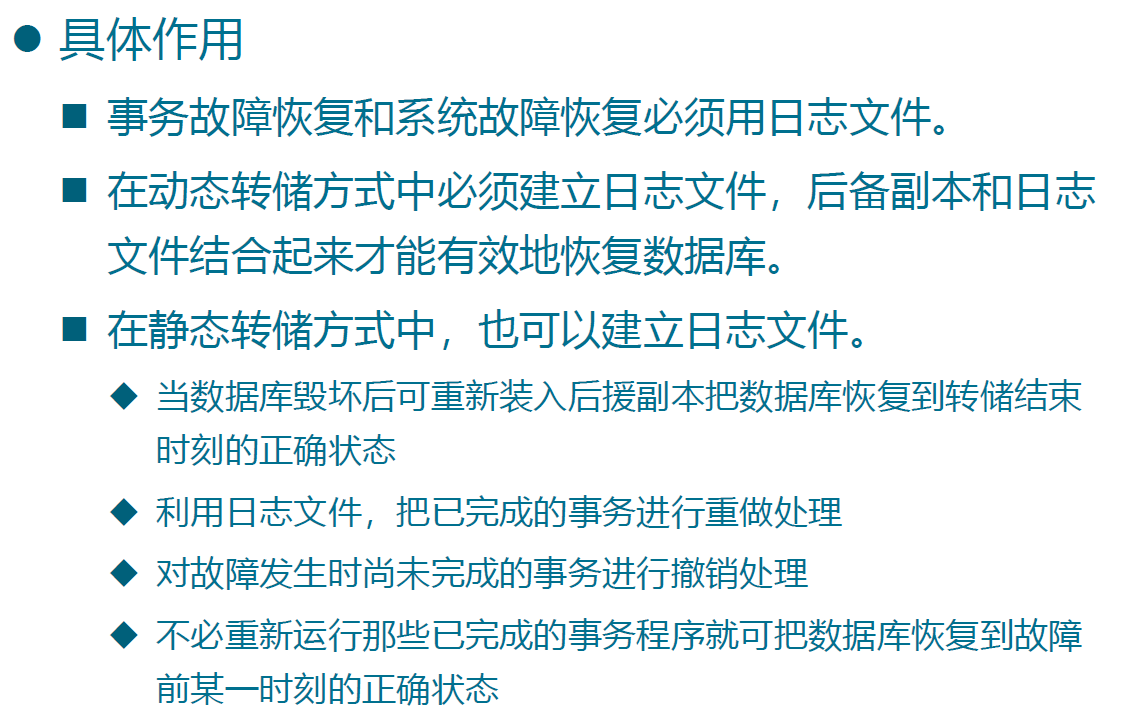 具体作用
事务故障恢复和系统故障恢复必须用日志文件。
在动态转储方式中必须建立日志文件，后备副本和日志
文件结合起来才能有效地恢复数据库。
在静态转储方式中，也可以建立日志文件。
当数据库毁坏后可重新装入后援副本把数据库恢复到转储结束
时刻的正确状态
利用日志文件，把已完成的事务进行重做处理
对故障发生时尚未完成的事务进行撤销处理
不必重新运行那些已完成的事务程序就可把数据库恢复到故障
前某一时刻的正确状态